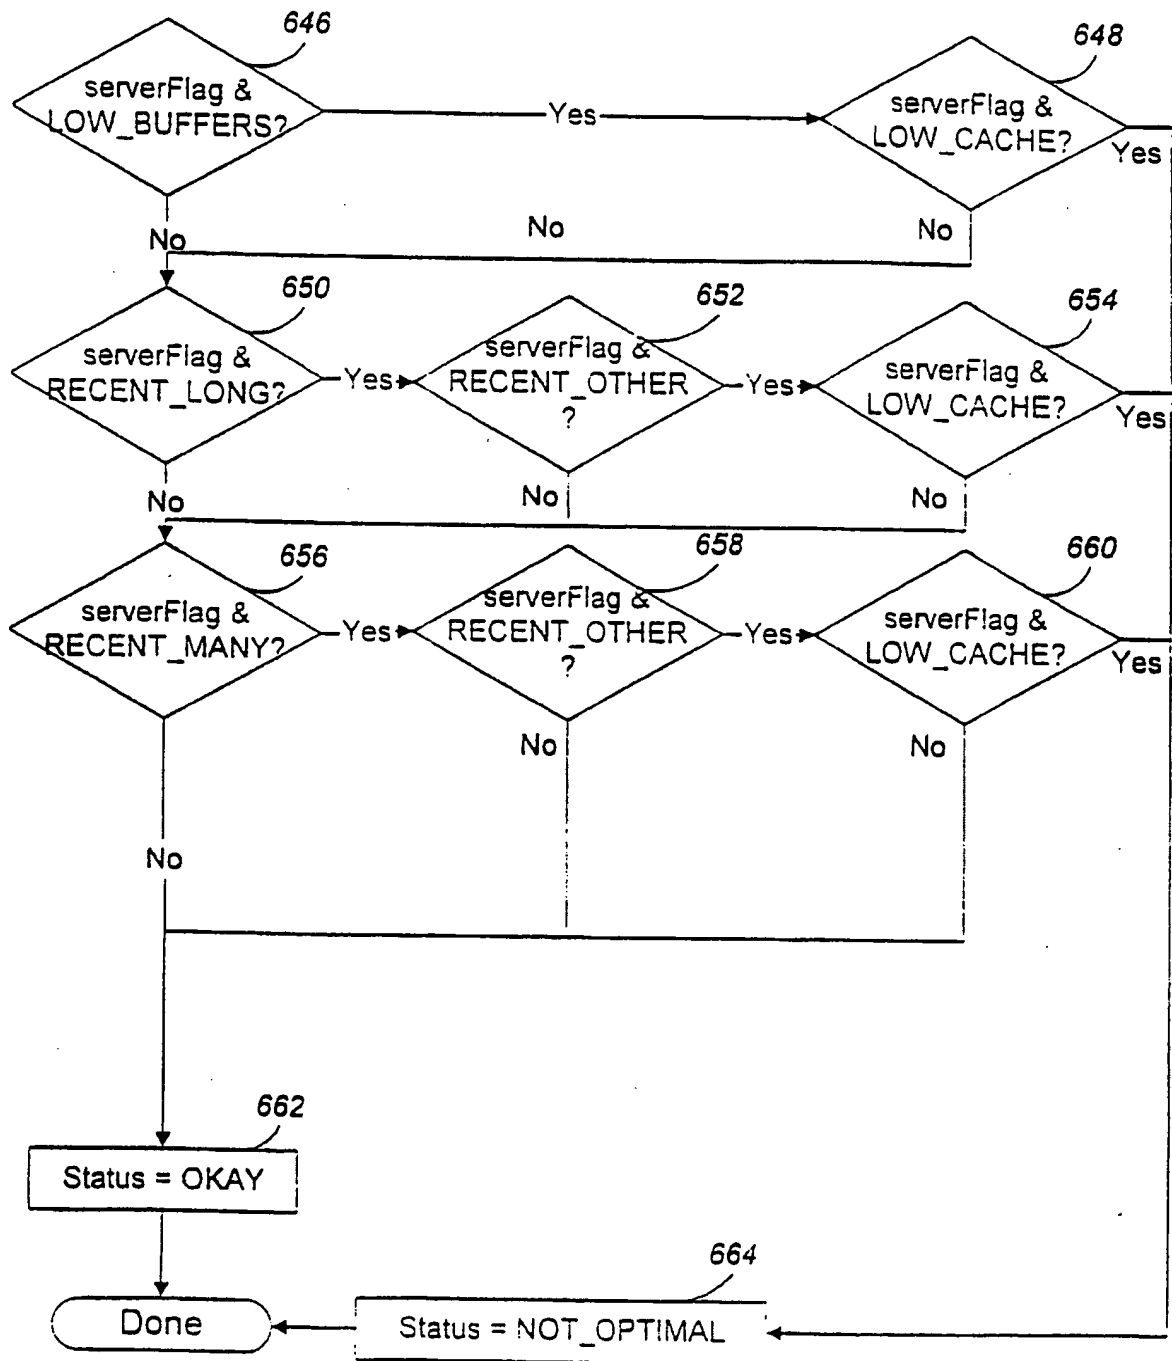 646
serverFlag &
LOW_BUFFERS?
Yes
648
serverFlag &
LOW_CACHE?
Yes
No
No
No
650
serverFlag &
RECENT_LONG?
Yes
652
serverFlag &
RECENT_OTHER
?
Yes
654
serverFlag &
LOW_CACHE?
Yes
No
No
No
656
serverFlag &
RECENT_MANY?
Yes
658
serverFlag &
RECENT_OTHER
?
Yes
660
serverFlag &
LOW_CACHE?
Yes
No
No
No
662
Status = OKAY
664
Done
Status = NOT_OPTIMAL